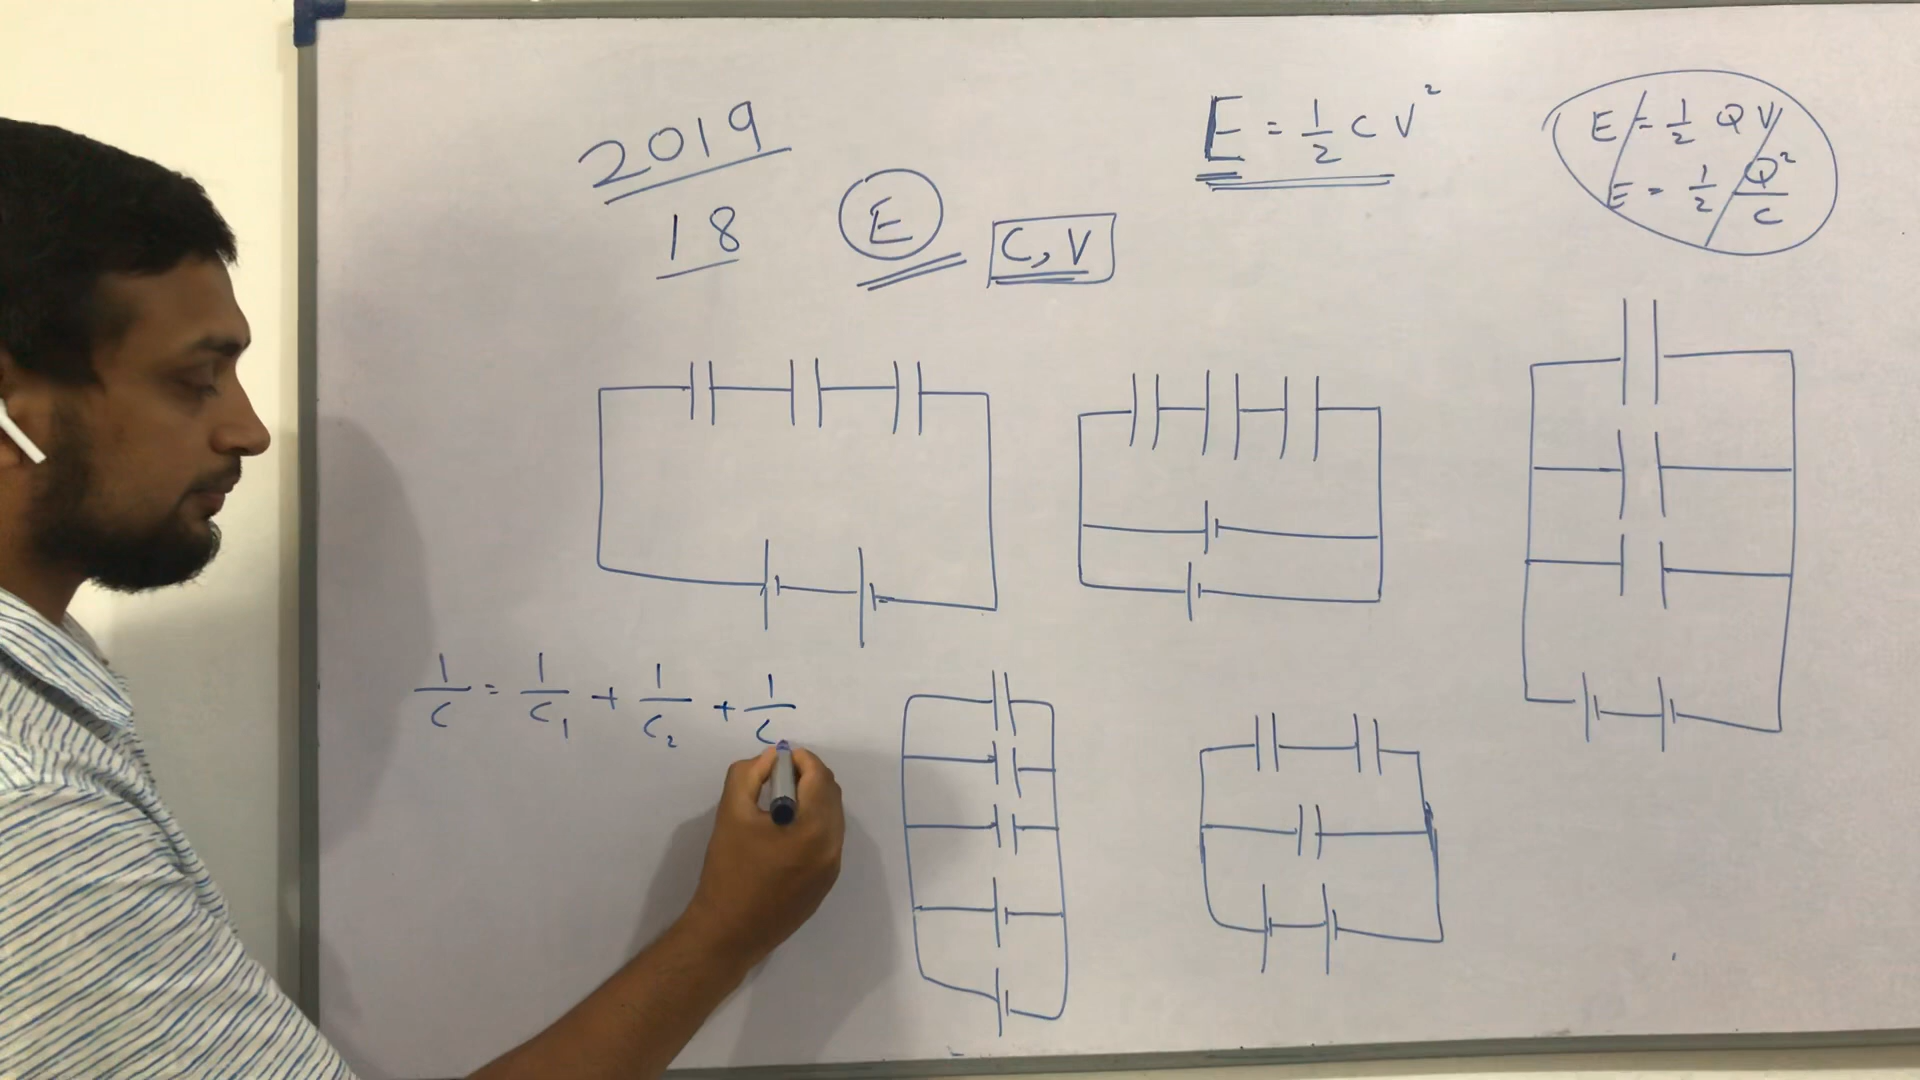 2019
18
E
C, V
E = 1/2 C V²
E = 1/2 Q V
E = 1/2 Q²/C
1/C = 1/C₁ + 1/C₂ + 1/C